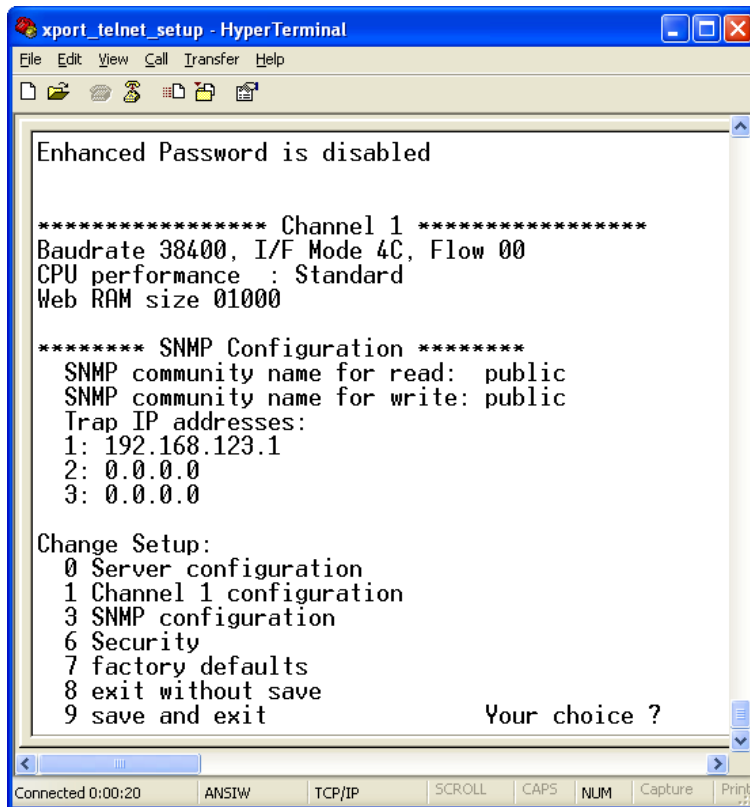 xport_telnet_setup - HyperTerminal
File Edit View Call Transfer Help
Enhanced Password is disabled
***************** Channel 1 *****************
Baudrate 38400, I/F Mode 4C, Flow 00
CPU performance  : Standard
Web RAM size 01000
******** SNMP Configuration ********
SNMP community name for read:  public
SNMP community name for write: public
Trap IP addresses:
1: 192.168.123.1
2: 0.0.0.0
3: 0.0.0.0
Change Setup:
0 Server configuration
1 Channel 1 configuration
3 SNMP configuration
6 Security
7 factory defaults
8 exit without save
9 save and exit                Your choice ?
Connected 0:00:20 ANSIW TCP/IP SCROLL CAPS NUM Capture Print